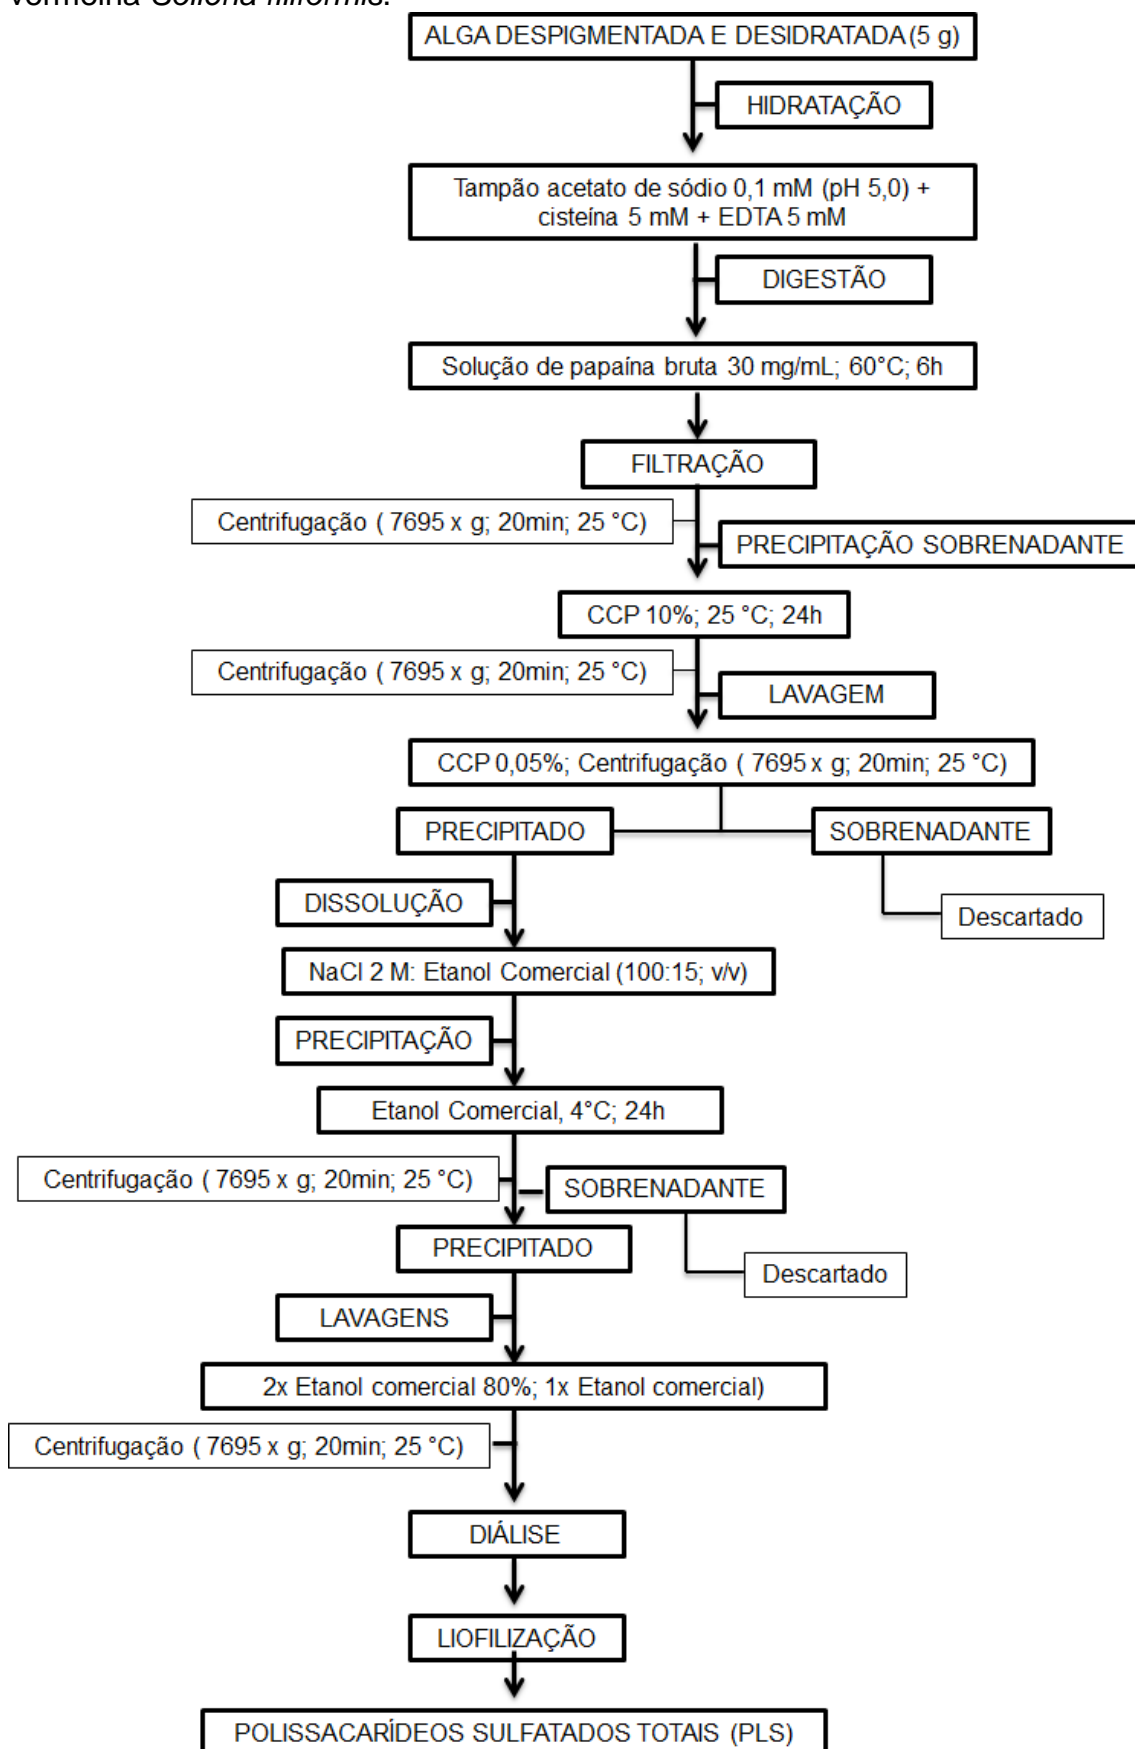 vermelha Solieria filiformis.
ALGA DESPIGMENTADA E DESIDRATADA (5 g)
HIDRATAÇÃO
Tampão acetato de sódio 0,1 mM (pH 5,0) +
cisteína 5 mM + EDTA 5 mM
DIGESTÃO
Solução de papaína bruta 30 mg/mL; 60°C; 6h
FILTRAÇÃO
Centrifugação ( 7695 x g; 20min; 25 °C)
PRECIPITAÇÃO SOBRENADANTE
CCP 10%; 25 °C; 24h
Centrifugação ( 7695 x g; 20min; 25 °C)
LAVAGEM
CCP 0,05%; Centrifugação ( 7695 x g; 20min; 25 °C)
PRECIPITADO
SOBRENADANTE
DISSOLUÇÃO
Descartado
NaCl 2 M: Etanol Comercial (100:15; v/v)
PRECIPITAÇÃO
Etanol Comercial, 4°C; 24h
Centrifugação ( 7695 x g; 20min; 25 °C)
SOBRENADANTE
PRECIPITADO
Descartado
LAVAGENS
2x Etanol comercial 80%; 1x Etanol comercial)
Centrifugação ( 7695 x g; 20min; 25 °C)
DIÁLISE
LIOFILIZAÇÃO
POLISSACARÍDEOS SULFATADOS TOTAIS (PLS)